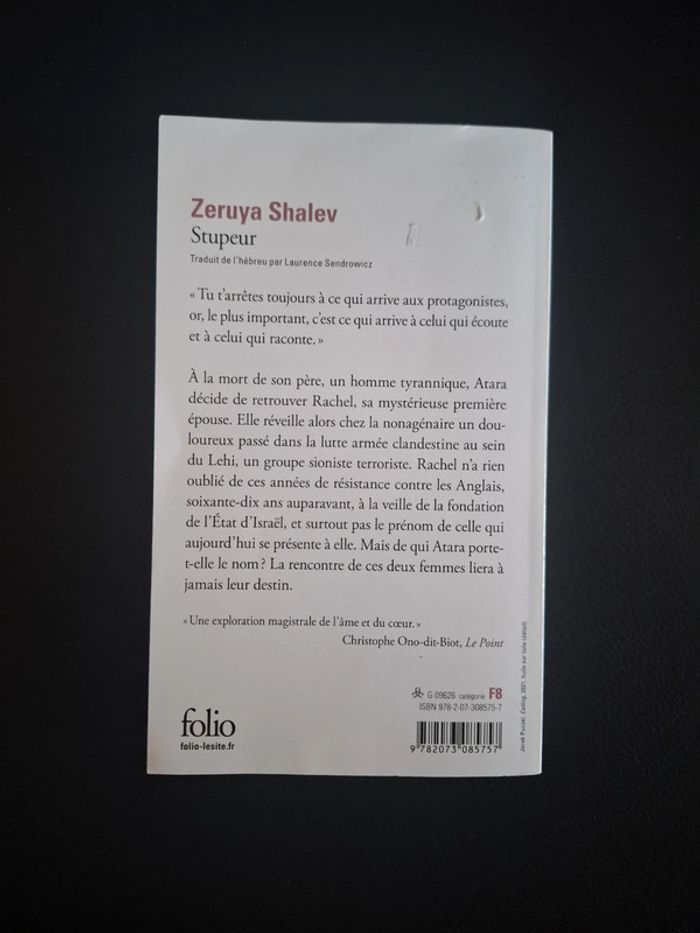 Zeruya Shalev
Stupeur
Traduit de l'hébreu par Laurence Sendrowicz
« Tu t'arrêtes toujours à ce qui arrive aux protagonistes,
or, le plus important, c'est ce qui arrive à celui qui écoute
et à celui qui raconte. »
À la mort de son père, un homme tyrannique, Atara
décide de retrouver Rachel, sa mystérieuse première
épouse. Elle réveille alors chez la nonagénaire un dou-
loureux passé dans la lutte armée clandestine au sein
du Lehi, un groupe sioniste terroriste. Rachel n'a rien
oublié de ces années de résistance contre les Anglais,
soixante-dix ans auparavant, à la veille de la fondation
de l'État d'Israël, et surtout pas le prénom de celle qui
aujourd'hui se présente à elle. Mais de qui Atara porte-
t-elle le nom ? La rencontre de ces deux femmes liera à
jamais leur destin.
« Une exploration magistrale de l'âme et du cœur. »
Christophe Ono-dit-Biot, Le Point
G 09626 catégorie F8
ISBN 978-2-07-308575-7
folio
folio-lesite.fr
9 782073 085757
Jarek Puczel, 2021, huile sur toile (détail).